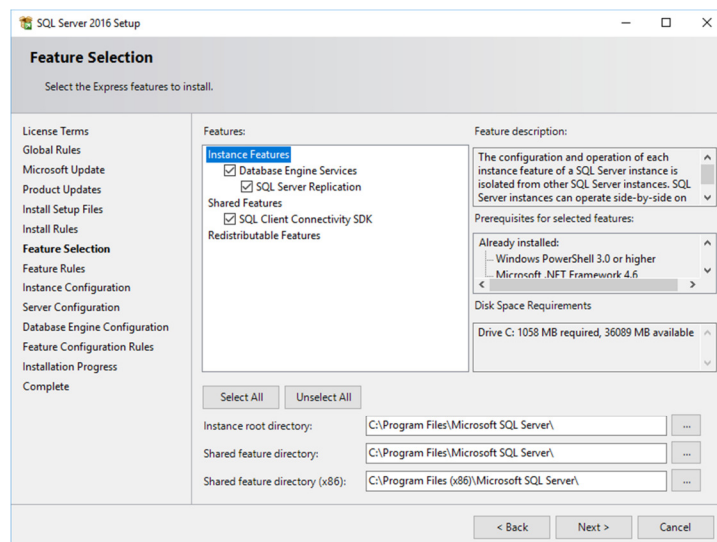 SQL Server 2016 Setup
Feature Selection
Select the Express features to install.
License Terms
Global Rules
Microsoft Update
Product Updates
Install Setup Files
Install Rules
Feature Selection
Feature Rules
Instance Configuration
Server Configuration
Database Engine Configuration
Feature Configuration Rules
Installation Progress
Complete
Features:
Instance Features
Database Engine Services
SQL Server Replication
Shared Features
SQL Client Connectivity SDK
Redistributable Features
Feature description:
The configuration and operation of each
instance feature of a SQL Server instance is
isolated from other SQL Server instances. SQL
Server instances can operate side-by-side on
Prerequisites for selected features:
Already installed:
Windows PowerShell 3.0 or higher
Microsoft .NET Framework 4.6
Disk Space Requirements
Drive C: 1058 MB required, 36089 MB available
Select All
Unselect All
Instance root directory:
C:\Program Files\Microsoft SQL Server\
...
Shared feature directory:
C:\Program Files\Microsoft SQL Server\
...
Shared feature directory (x86):
C:\Program Files (x86)\Microsoft SQL Server\
...
< Back
Next >
Cancel